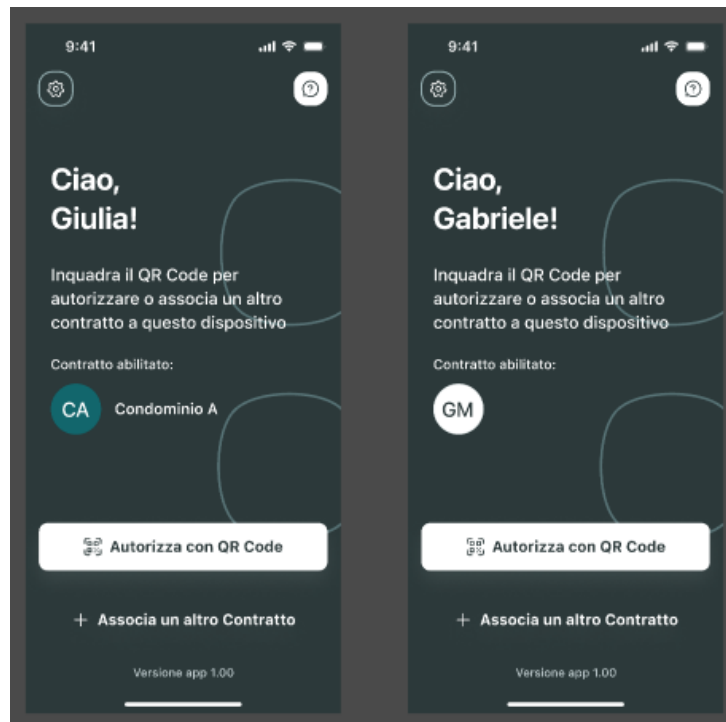 9:41
Ciao,
Giulia!
Inquadra il QR Code per
autorizzare o associa un altro
contratto a questo dispositivo
Contratto abilitato:
CA
Condominio A
Autorizza con QR Code
+ Associa un altro Contratto
Versione app 1.00
9:41
Ciao,
Gabriele!
Inquadra il QR Code per
autorizzare o associa un altro
contratto a questo dispositivo
Contratto abilitato:
GM
Autorizza con QR Code
+ Associa un altro Contratto
Versione app 1.00